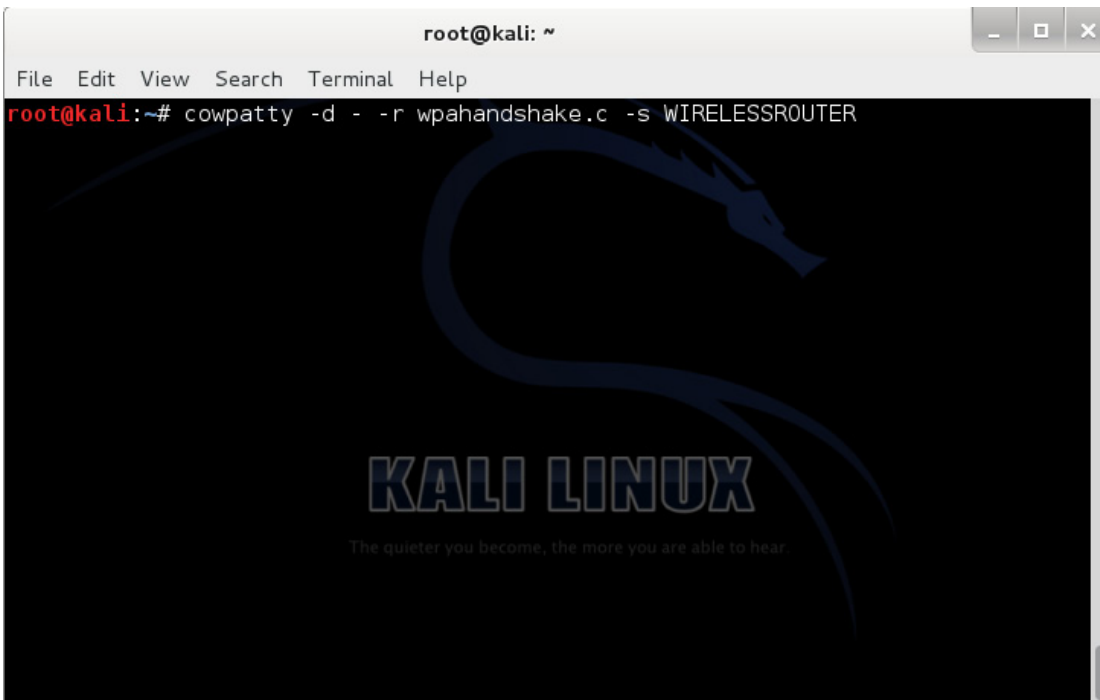 root@kali: ~
File Edit View Search Terminal Help
root@kali:~# cowpatty -d - --r wpahandshake.c -s WIRELESSROUTER
KALI LINUX
The quieter you become, the more you are able to hear.